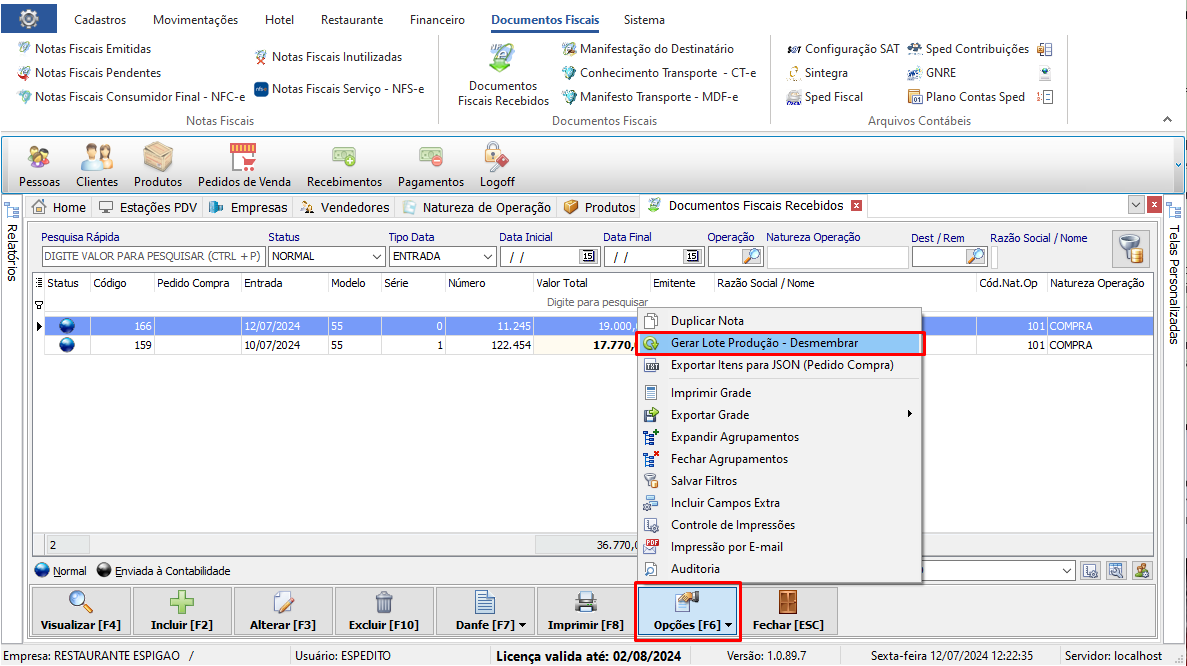 Cadastros Movimentações Hotel Restaurante Financeiro Documentos Fiscais Sistema
Notas Fiscais Emitidas
Notas Fiscais Pendentes
Notas Fiscais Consumidor Final - NFC-e
Notas Fiscais Inutilizadas
Notas Fiscais Serviço - NFS-e
Notas Fiscais
Documentos
Fiscais Recebidos
Manifestação do Destinatário
Conhecimento Transporte - CT-e
Manifesto Transporte - MDF-e
Documentos Fiscais
Configuração SAT
Sintegra
Sped Fiscal
Sped Contribuições
GNRE
Plano Contas Sped
Arquivos Contábeis
Pessoas Clientes Produtos Pedidos de Venda Recebimentos Pagamentos Logoff
Relatórios
Home Estações PDV Empresas Vendedores Natureza de Operação Produtos Documentos Fiscais Recebidos
Telas Personalizadas
Pesquisa Rápida Status Tipo Data Data Inicial Data Final Operação Natureza Operação Dest / Rem Razão Social / Nome
DIGITE VALOR PARA PESQUISAR (CTRL +P) NORMAL ENTRADA / / 15 / / 15
Status Código Pedido Compra Entrada Modelo Série Número Valor Total Emitente Razão Social / Nome Cód.Nat.Op Natureza Operação
Digite para pesquisar
166 12/07/2024 55 0 11.245 19.000, 101 COMPRA
159 10/07/2024 55 1 122.454 17.770, 101 COMPRA
2 36.770,
Duplicar Nota
Gerar Lote Produção - Desmembrar
Exportar Itens para JSON (Pedido Compra)
Imprimir Grade
Exportar Grade
Expandir Agrupamentos
Fechar Agrupamentos
Salvar Filtros
Incluir Campos Extra
Controle de Impressões
Impressão por E-mail
Auditoria
Normal Enviada à Contabilidade
Visualizar [F4] Incluir [F2] Alterar [F3] Excluir [F10] Danfe [F7] Imprimir [F8] Opções [F6] Fechar [ESC]
Empresa: RESTAURANTE ESPIGAO / Usuário: ESPEDITO Licença valida até: 02/08/2024 Versão: 1.0.89.7 Sexta-feira 12/07/2024 12:22:35 Servidor: localhost